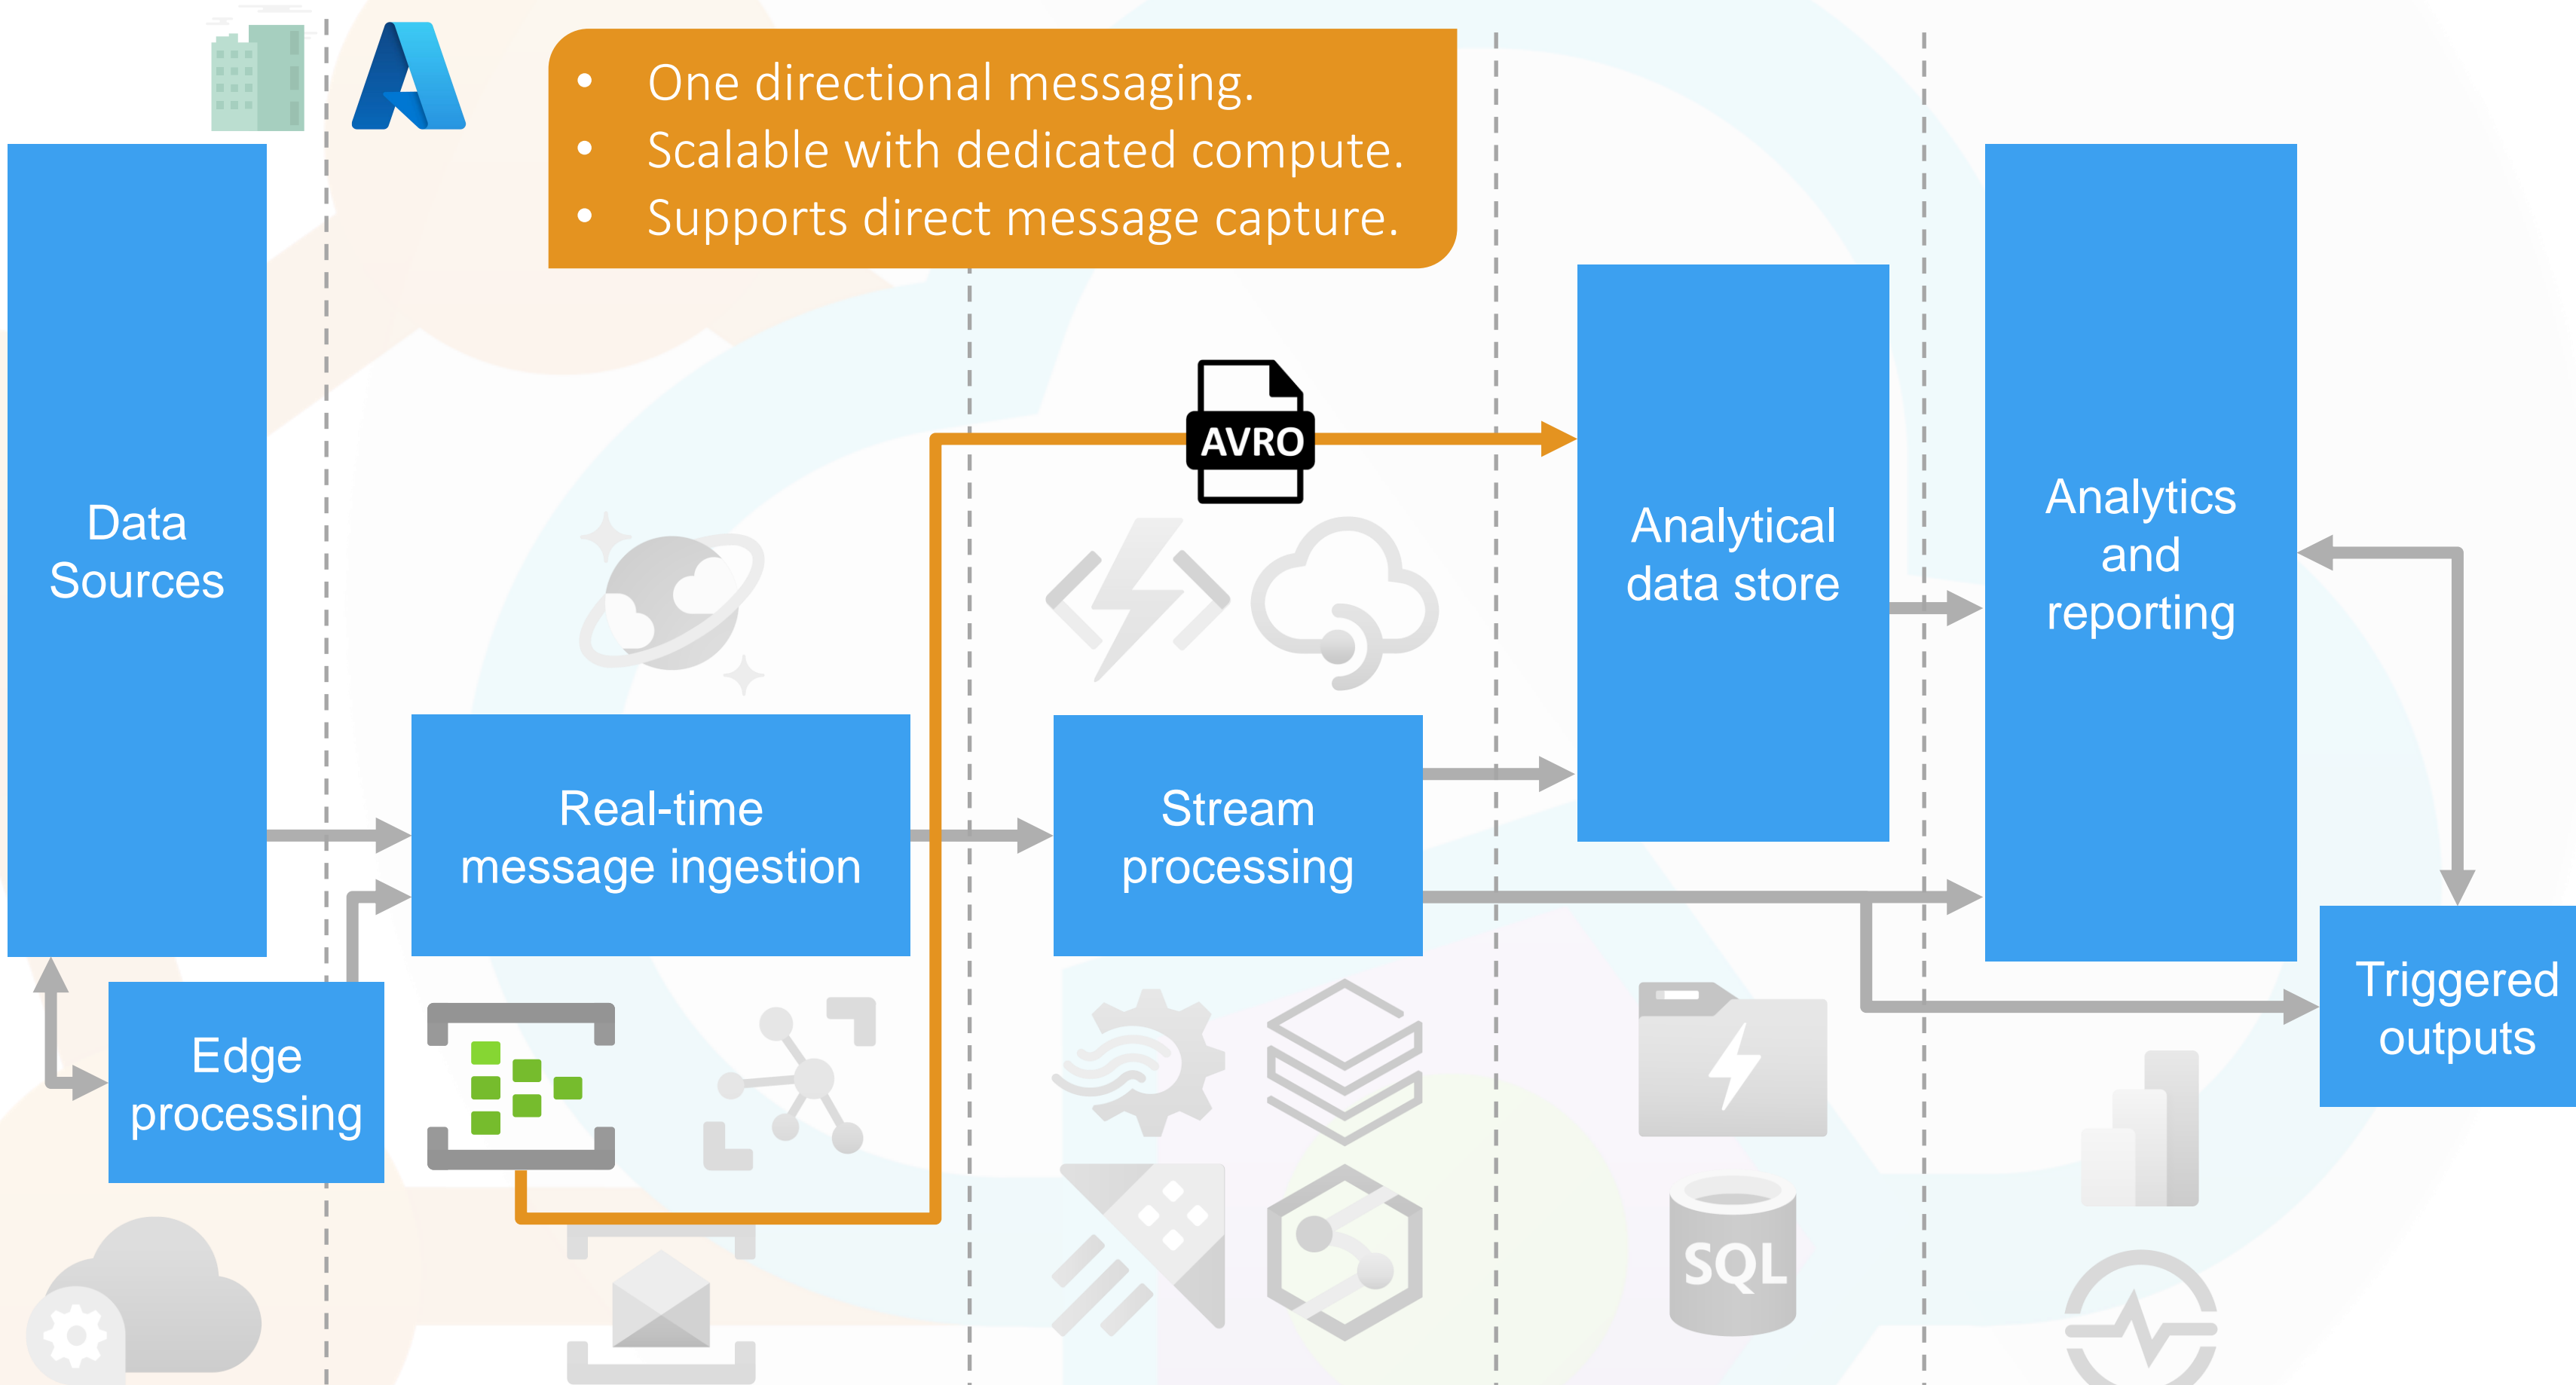 • One directional messaging.
• Scalable with dedicated compute.
• Supports direct message capture.
Data
Sources
AVRO
Analytical
data store
Analytics
and
reporting
Real-time
message ingestion
Stream
processing
Edge
processing
Triggered
outputs
SQL